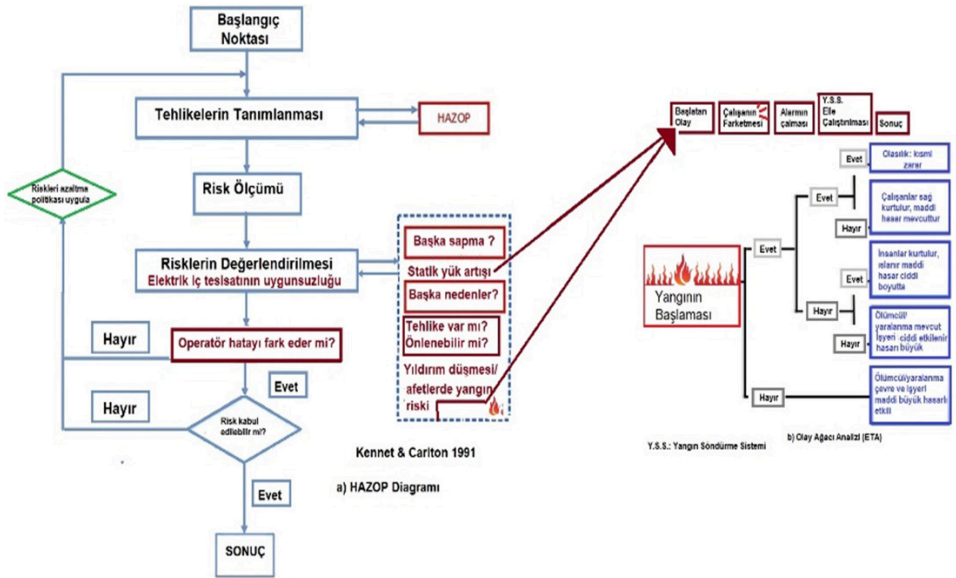 Başlangıç
Noktası
Tehlikelerin Tanımlanması
HAZOP
Riskleri azaltma
politikası uygula
Risk Ölçümü
Risklerin Değerlendirilmesi
Elektrik iç tesisatının uygunsuzluğu
Başka sapma ?
Statik yük artışı
Başka nedenler?
Tehlike var mı?
Önlenebilir mi?
Yıldırım düşmesi/
afetlerde yangın
riski
Hayır
Operatör hatayı fark eder mi?
Evet
Hayır
Risk kabul
edilebilir mi?
Evet
SONUÇ
Kennet & Carlton 1991
a) HAZOP Diagramı
Başlatan
Olay
Çalışanın
Farketmesi
Alarmın
çalması
Y.S.S.
Elle
Çalıştırılması
Sonuç
Yangının
Başlaması
Evet
Evet
Evet
Olasılık: kısmi
zarar
Hayır
Çalışanlar sag
kurtulur, maddi
hasar mevcuttur
Hayır
Evet
İnsanlar kurtulur,
maddi
hasar ciddi
boyutta
Hayır
Ölümcül/
yaralanma mevcut
İşyeri ciddi etkilenir
hasarı büyük
Hayır
Ölümcül/yaralanma
çevre ve işyeri
maddi büyük hasarlı
etkili
Y.S.S.: Yangın Söndürme Sistemi
b) Olay Ağacı Analizi (ETA)